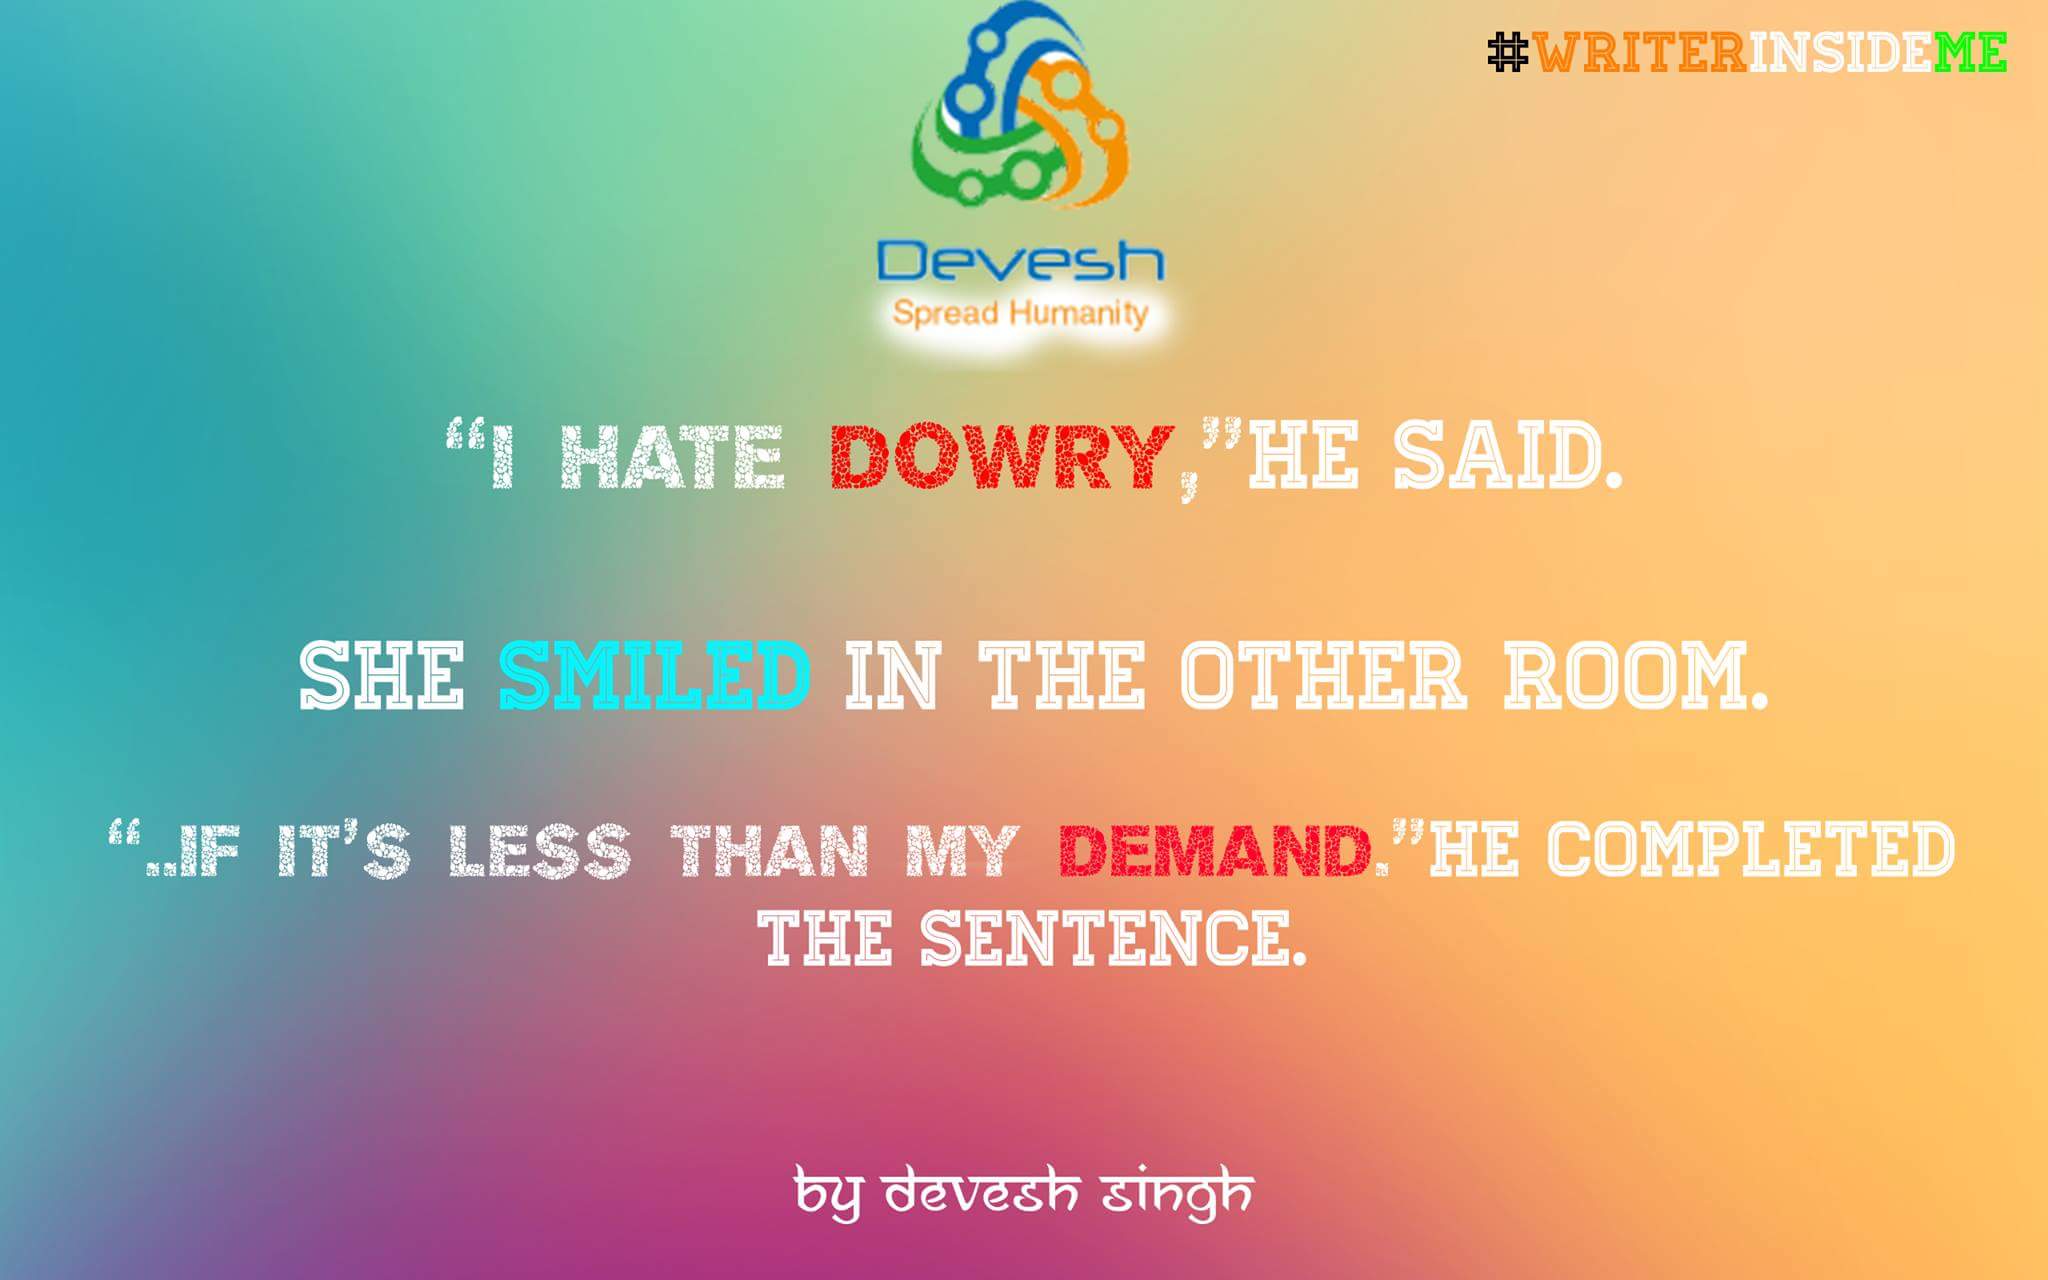 #WRITERINSIDEME
Devesh
Spread Humanity
“I HATE DOWRY,”HE SAID.
SHE SMILED IN THE OTHER ROOM.
“..IF IT’S LESS THAN MY DEMAND.”HE COMPLETED
THE SENTENCE.
by devesh singh